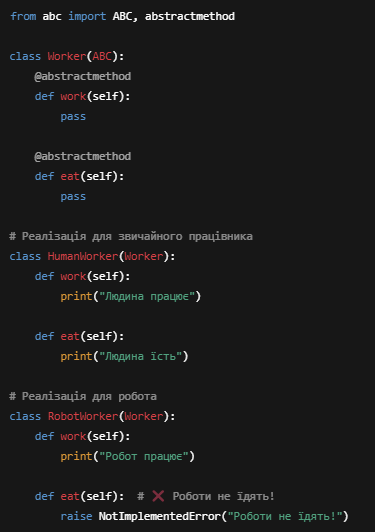 from abc import ABC, abstractmethod
class Worker(ABC):
    @abstractmethod
    def work(self):
        pass
    @abstractmethod
    def eat(self):
        pass
# Реалізація для звичайного працівника
class HumanWorker(Worker):
    def work(self):
        print("Людина працює")
    def eat(self):
        print("Людина їсть")
# Реалізація для робота
class RobotWorker(Worker):
    def work(self):
        print("Робот працює")
    def eat(self):  # ❌ Роботи не їдять!
        raise NotImplementedError("Роботи не їдять!")